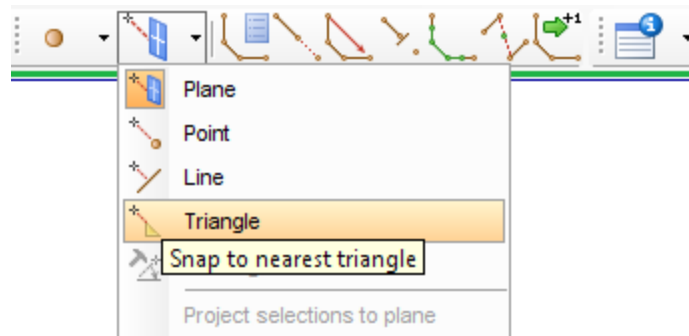 +1
Plane
Point
Line
Triangle
Snap to nearest triangle
Project selections to plane